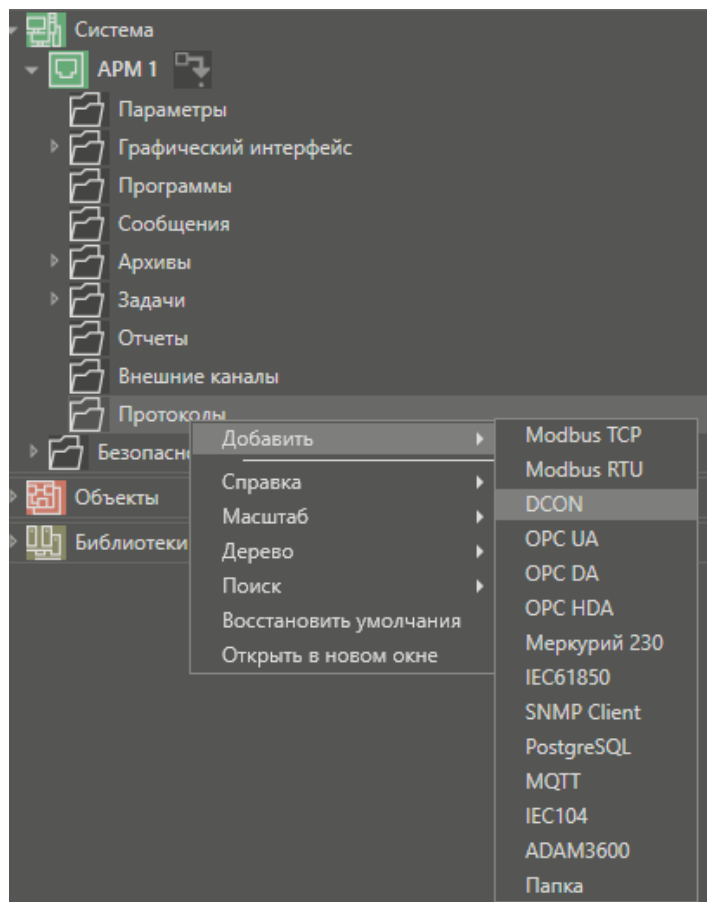 Система
АРМ 1
Параметры
Графический интерфейс
Программы
Сообщения
Архивы
Задачи
Отчеты
Внешние каналы
Протоколы
Объекты
Библиотеки
Добавить
Справка
Масштаб
Дерево
Поиск
Восстановить умолчания
Открыть в новом окне
Modbus TCP
Modbus RTU
DCON
OPC UA
OPC DA
OPC HDA
Меркурий 230
IEC61850
SNMP Client
PostgreSQL
MQTT
IEC104
ADAM3600
Папка